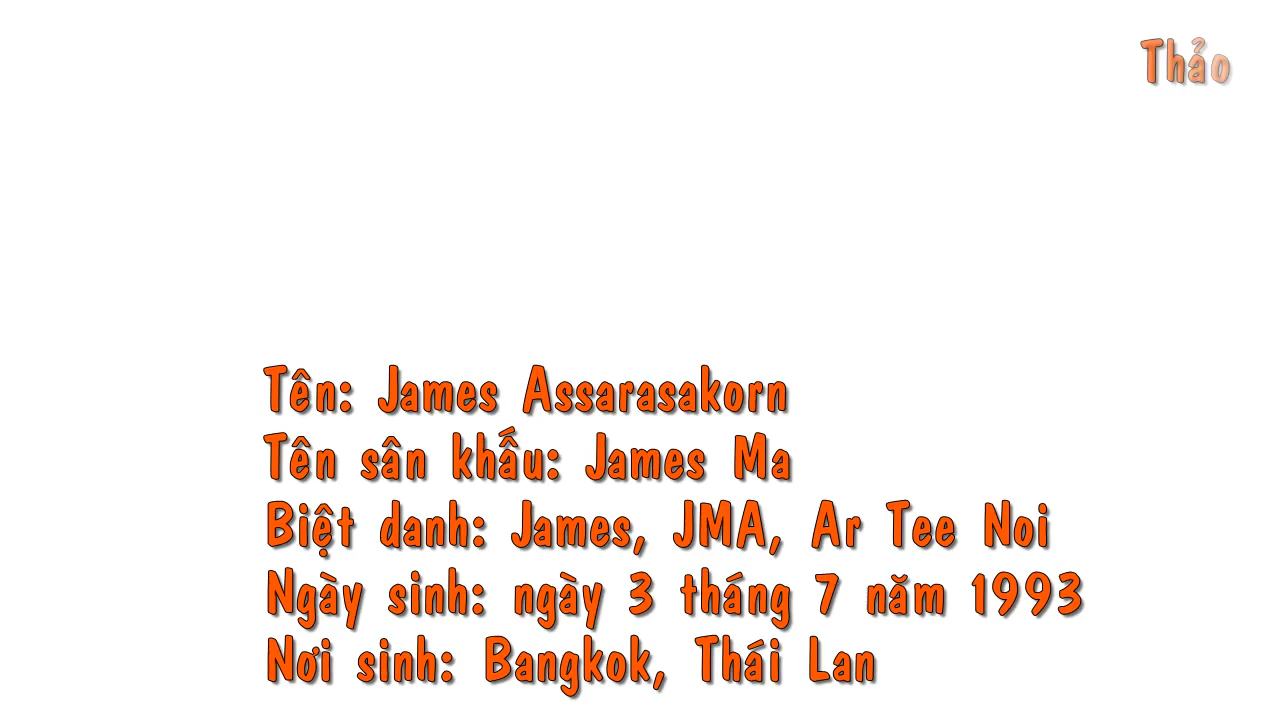 Thảo
Tên: James Assarasakorn
Tên sân khấu: James Ma
Biệt danh: James, JMA, Ar Tee Noi
Ngày sinh: ngày 3 tháng 7 năm 1993
Nơi sinh: Bangkok, Thái Lan